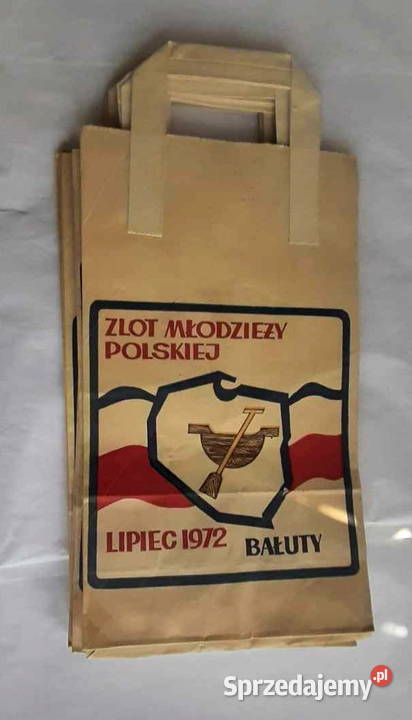 ZLOT MŁODZIEŻY
POLSKIEJ
LIPIEC 1972
BAŁUTY
Sprzedajemy.pl